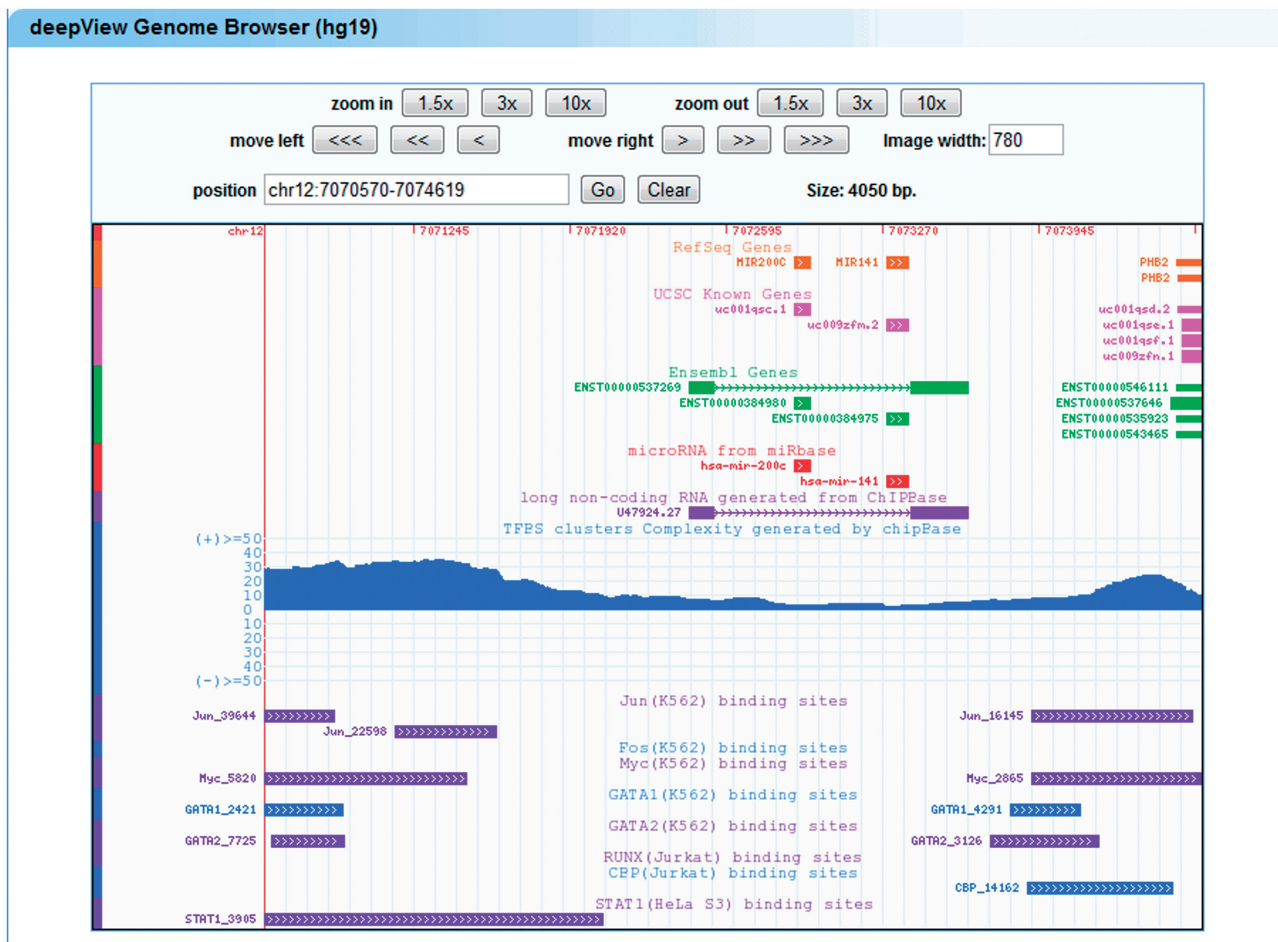 deepView Genome Browser (hg19)
zoom in 1.5x 3x 10x zoom out 1.5x 3x 10x
move left <<< << < move right > >> >>> Image width: 780
position chr12:7070570-7074619 Go Clear Size: 4050 bp.
chr12 7071245 7071920 7072595 7073270 7073945
RefSeq Genes
MIR200C > MIR141 >> PHB2
PHB2
UCSC Known Genes
uc001qsc.1 > uc001qsd.2
uc009zfm.2 >> uc001qse.1
uc001qsf.1
uc009zfn.1
Ensembl Genes
ENST00000537269 ENST00000546111
ENST00000384980 > ENST00000537646
ENST00000384975 >> ENST00000535923
ENST00000543465
microRNA from miRbase
hsa-mir-200c >
hsa-mir-141 >>
long non-coding RNA generated from ChIPBase
U47924.27
TFBS clusters Complexity generated by chipBase
(+)>=50
40
30
20
10
0
10
20
30
40
(-)>=50
Jun(K562) binding sites
Jun_39644 Jun_16145
Jun_22598
Fos(K562) binding sites
Myc(K562) binding sites
Myc_5820 Myc_2865
GATA1(K562) binding sites
GATA1_2421 GATA1_4291
GATA2(K562) binding sites
GATA2_7725 GATA2_3126
RUNX(Jurkat) binding sites
CBP(Jurkat) binding sites
CBP_14162
STAT1(HeLa S3) binding sites
STAT1_3905